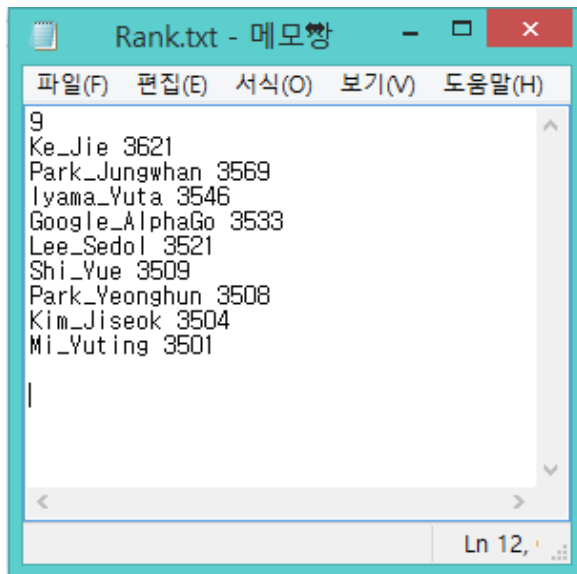 Rank.txt - 메모빵
파일(F) 편집(E) 서식(O) 보기(V) 도움말(H)
9
Ke_Jie 3621
Park_Jungwhan 3569
Iyama_Yuta 3546
Google_AlphaGo 3533
Lee_Sedol 3521
Shi_Yue 3509
Park_Yeonghun 3508
Kim_Jiseok 3504
Mi_Yuting 3501
Ln 12,